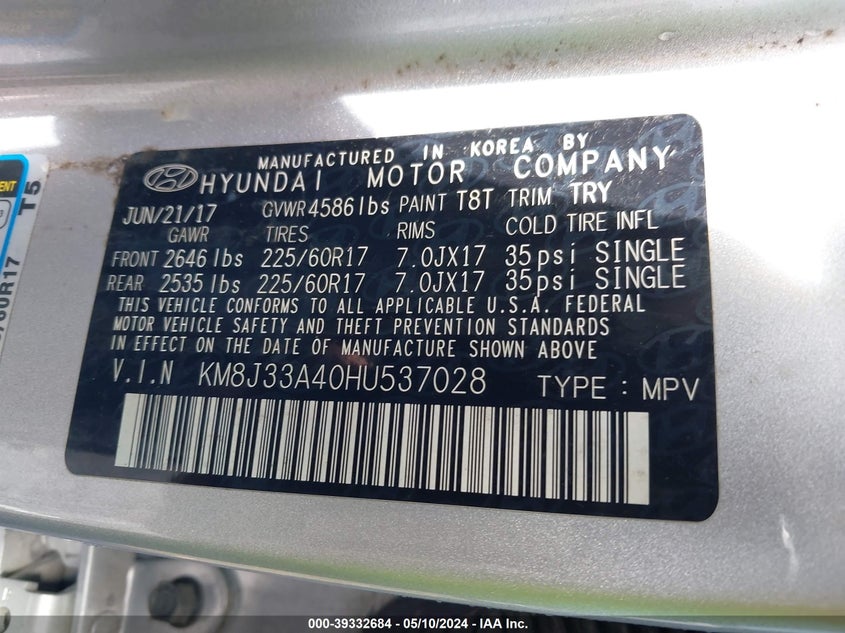 MANUFACTURED IN KOREA BY
HYUNDAI MOTOR COMPANY
JUN/21/17 GVWR 4586 lbs PAINT T8T TRIM TRY
GAWR TIRES RIMS COLD TIRE INFL
FRONT 2646 lbs 225/60R17 7.0JX17 35psi SINGLE
REAR 2535 lbs 225/60R17 7.0JX17 35psi SINGLE
THIS VEHICLE CONFORMS TO ALL APPLICABLE U.S.A. FEDERAL
MOTOR VEHICLE SAFETY AND THEFT PREVENTION STANDARDS
IN EFFECT ON THE DATE OF MANUFACTURE SHOWN ABOVE
V.I.N KM8J33A40HU537028 TYPE : MPV
T5
60R17
000-39332684 - 05/10/2024 - IAA Inc.